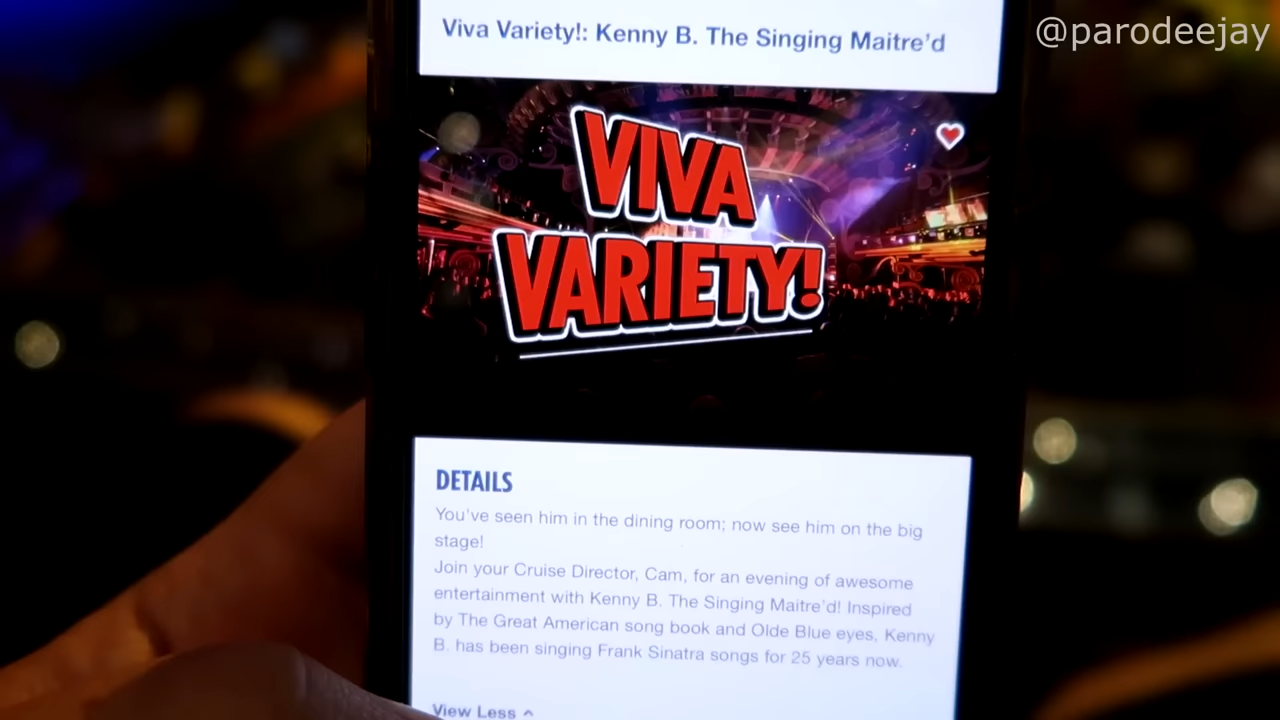 @parodeejay
Viva Variety!: Kenny B. The Singing Maitre'd
VIVA
VARIETY!
DETAILS
You've seen him in the dining room; now see him on the big
stage!
Join your Cruise Director, Cam, for an evening of awesome
entertainment with Kenny B. The Singing Maitre'd! Inspired
by The Great American song book and Olde Blue eyes, Kenny
B. has been singing Frank Sinatra songs for 25 years now.
View Less ^